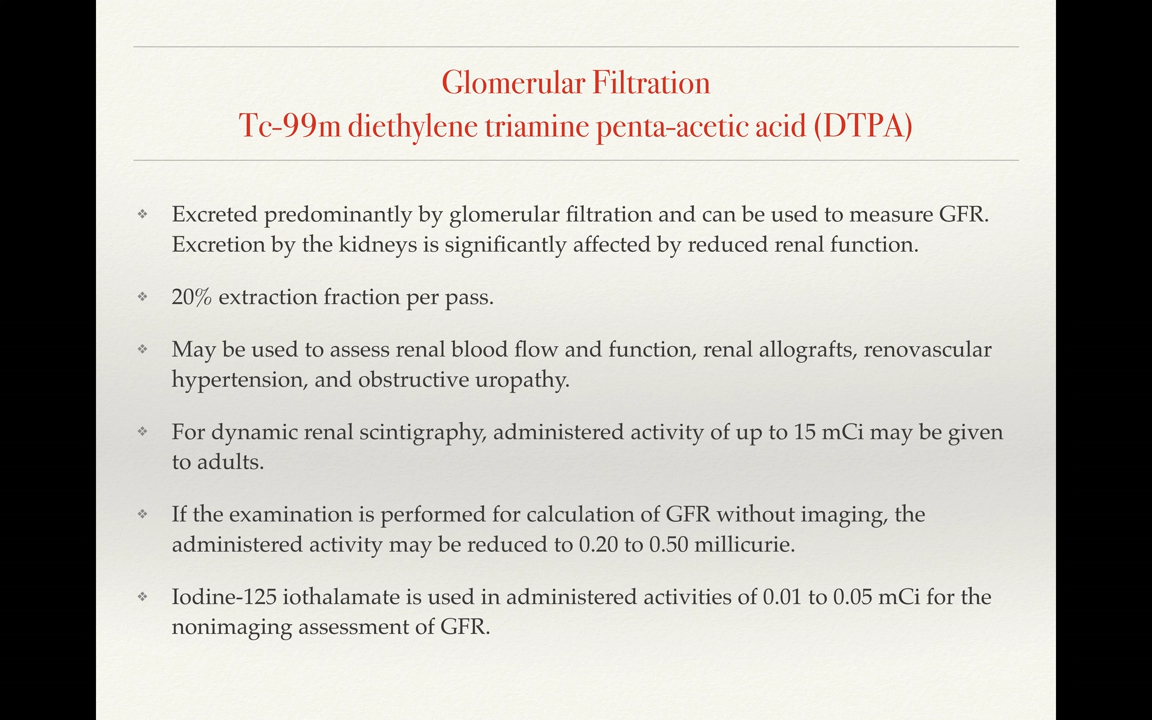 Glomerular Filtration
Tc-99m diethylene triamine penta-acetic acid (DTPA)
❖ Excreted predominantly by glomerular filtration and can be used to measure GFR.
Excretion by the kidneys is significantly affected by reduced renal function.
❖ 20% extraction fraction per pass.
❖ May be used to assess renal blood flow and function, renal allografts, renovascular
hypertension, and obstructive uropathy.
❖ For dynamic renal scintigraphy, administered activity of up to 15 mCi may be given
to adults.
❖ If the examination is performed for calculation of GFR without imaging, the
administered activity may be reduced to 0.20 to 0.50 millicurie.
❖ Iodine-125 iothalamate is used in administered activities of 0.01 to 0.05 mCi for the
nonimaging assessment of GFR.